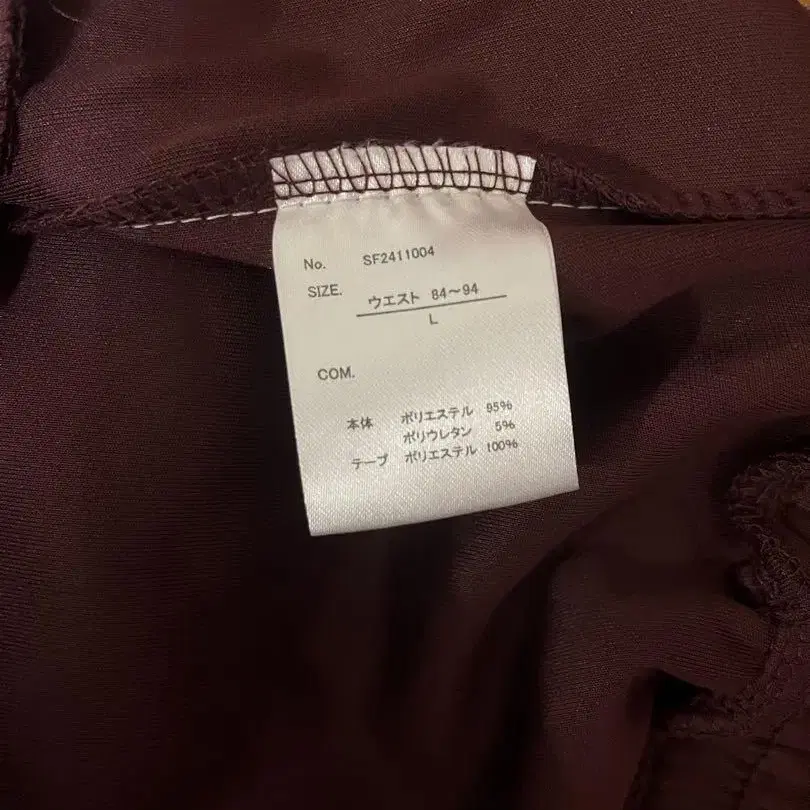 No. SF2411004
SIZE. ウエスト 84〜94
L
COM.
本体 ポリエステル 95%
ポリウレタン 5%
テープ ポリエステル 100%